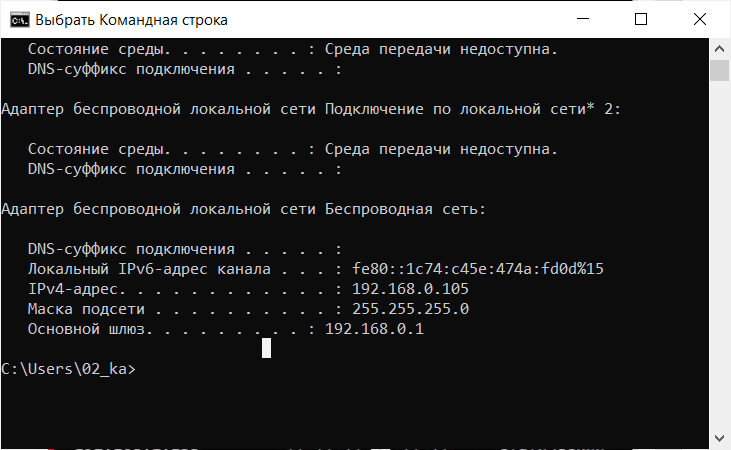 Выбрать Командная строка
Состояние среды. . . . . . . . : Среда передачи недоступна.
DNS-суффикс подключения . . . . . :
Адаптер беспроводной локальной сети Подключение по локальной сети* 2:
Состояние среды. . . . . . . . : Среда передачи недоступна.
DNS-суффикс подключения . . . . . :
Адаптер беспроводной локальной сети Беспроводная сеть:
DNS-суффикс подключения . . . . . :
Локальный IPv6-адрес канала . . . : fe80::1c74:c45e:474a:fd0d%15
IPv4-адрес. . . . . . . . . . . . : 192.168.0.105
Маска подсети . . . . . . . . . . : 255.255.255.0
Основной шлюз. . . . . . . . . : 192.168.0.1
C:\Users\02_ka>